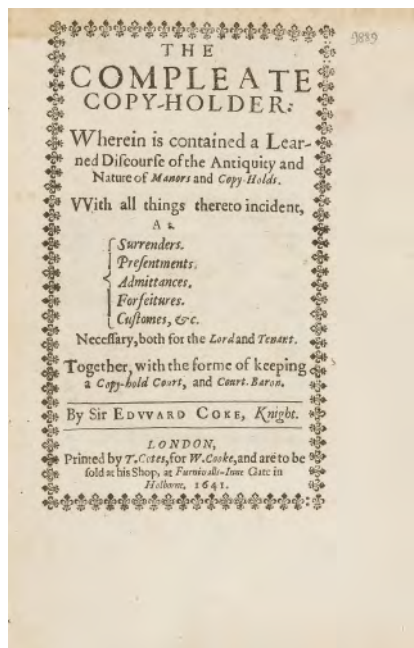 9889
THE
COMPLEATE
COPY-HOLDER:
Wherein is contained a Lear-
ned Diſcourſe of the Antiquity and
Nature of Manors and Copy-Holds.
VVith all things thereto incident,
As.
Surrenders.
Preſentments.
Admittances.
Forfeitures.
Cuſtomes, &c.
Neceſſary, both for the Lord and Tenant.
Together, with the forme of keeping
a Copy-hold Court, and Court. Baron.
By Sir EDVVARD COKE, Knight.
LONDON,
Printed by T. Cotes, for W. Cooke, and are to be
ſold at his Shop, at Furnivalls-Inne Gate in
Holborne, 1641.